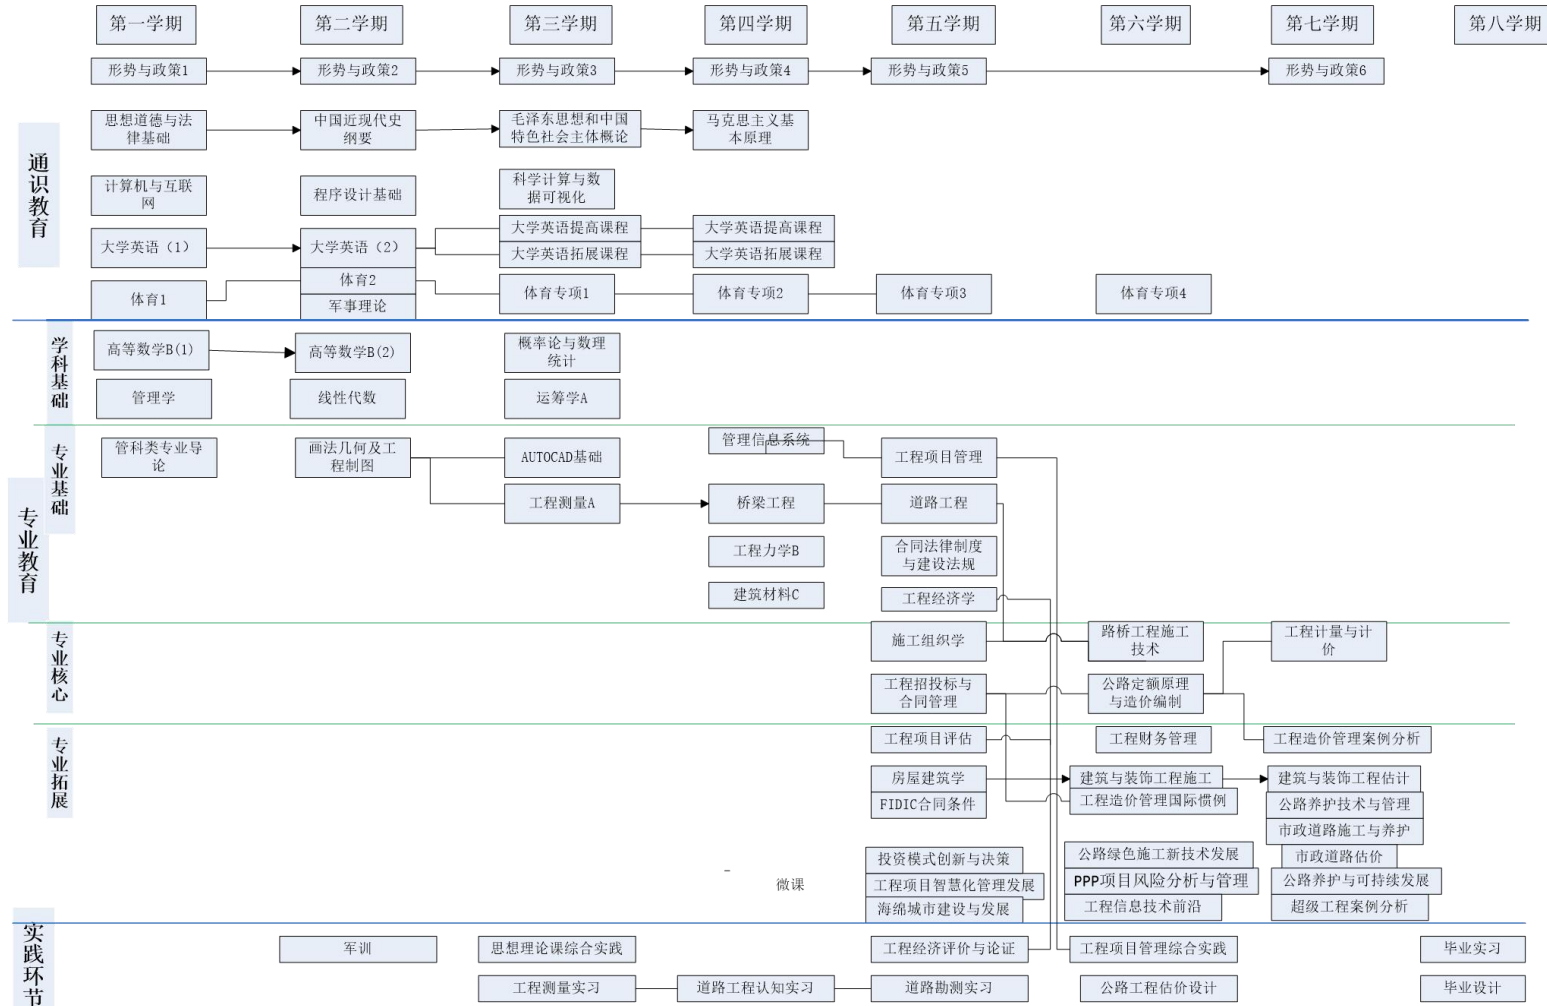 第一学期
第二学期
第三学期
第四学期
第五学期
第六学期
第七学期
第八学期
形势与政策1
形势与政策2
形势与政策3
形势与政策4
形势与政策5
形势与政策6
通识教育
思想道德与法
律基础
中国近现代史
纲要
毛泽东思想和中国
特色社会主体概论
马克思主义基
本原理
计算机与互联
网
程序设计基础
科学计算与数
据可视化
大学英语（1）
大学英语（2）
大学英语提高课程
大学英语提高课程
大学英语拓展课程
大学英语拓展课程
体育1
体育2
军事理论
体育专项1
体育专项2
体育专项3
体育专项4
学科基础
高等数学B(1)
高等数学B(2)
概率论与数理
统计
管理学
线性代数
运筹学A
专业教育
专业基础
管科类专业导
论
画法几何及工
程制图
AUTOCAD基础
管理信息系统
工程项目管理
工程测量A
桥梁工程
道路工程
工程力学B
合同法律制度
与建设法规
建筑材料C
工程经济学
专业核心
施工组织学
路桥工程施工
技术
工程计量与计
价
工程招投标与
合同管理
公路定额原理
与造价编制
专业拓展
工程项目评估
工程财务管理
工程造价管理案例分析
房屋建筑学
建筑与装饰工程施工
建筑与装饰工程估计
FIDIC合同条件
工程造价管理国际惯例
公路养护技术与管理
市政道路施工与养护
微课
投资模式创新与决策
公路绿色施工新技术发展
市政道路估价
工程项目智慧化管理发展
PPP项目风险分析与管理
公路养护与可持续发展
海绵城市建设与发展
工程信息技术前沿
超级工程案例分析
实践环节
军训
思想理论课综合实践
工程经济评价与论证
工程项目管理综合实践
毕业实习
工程测量实习
道路工程认知实习
道路勘测实习
公路工程估价设计
毕业设计